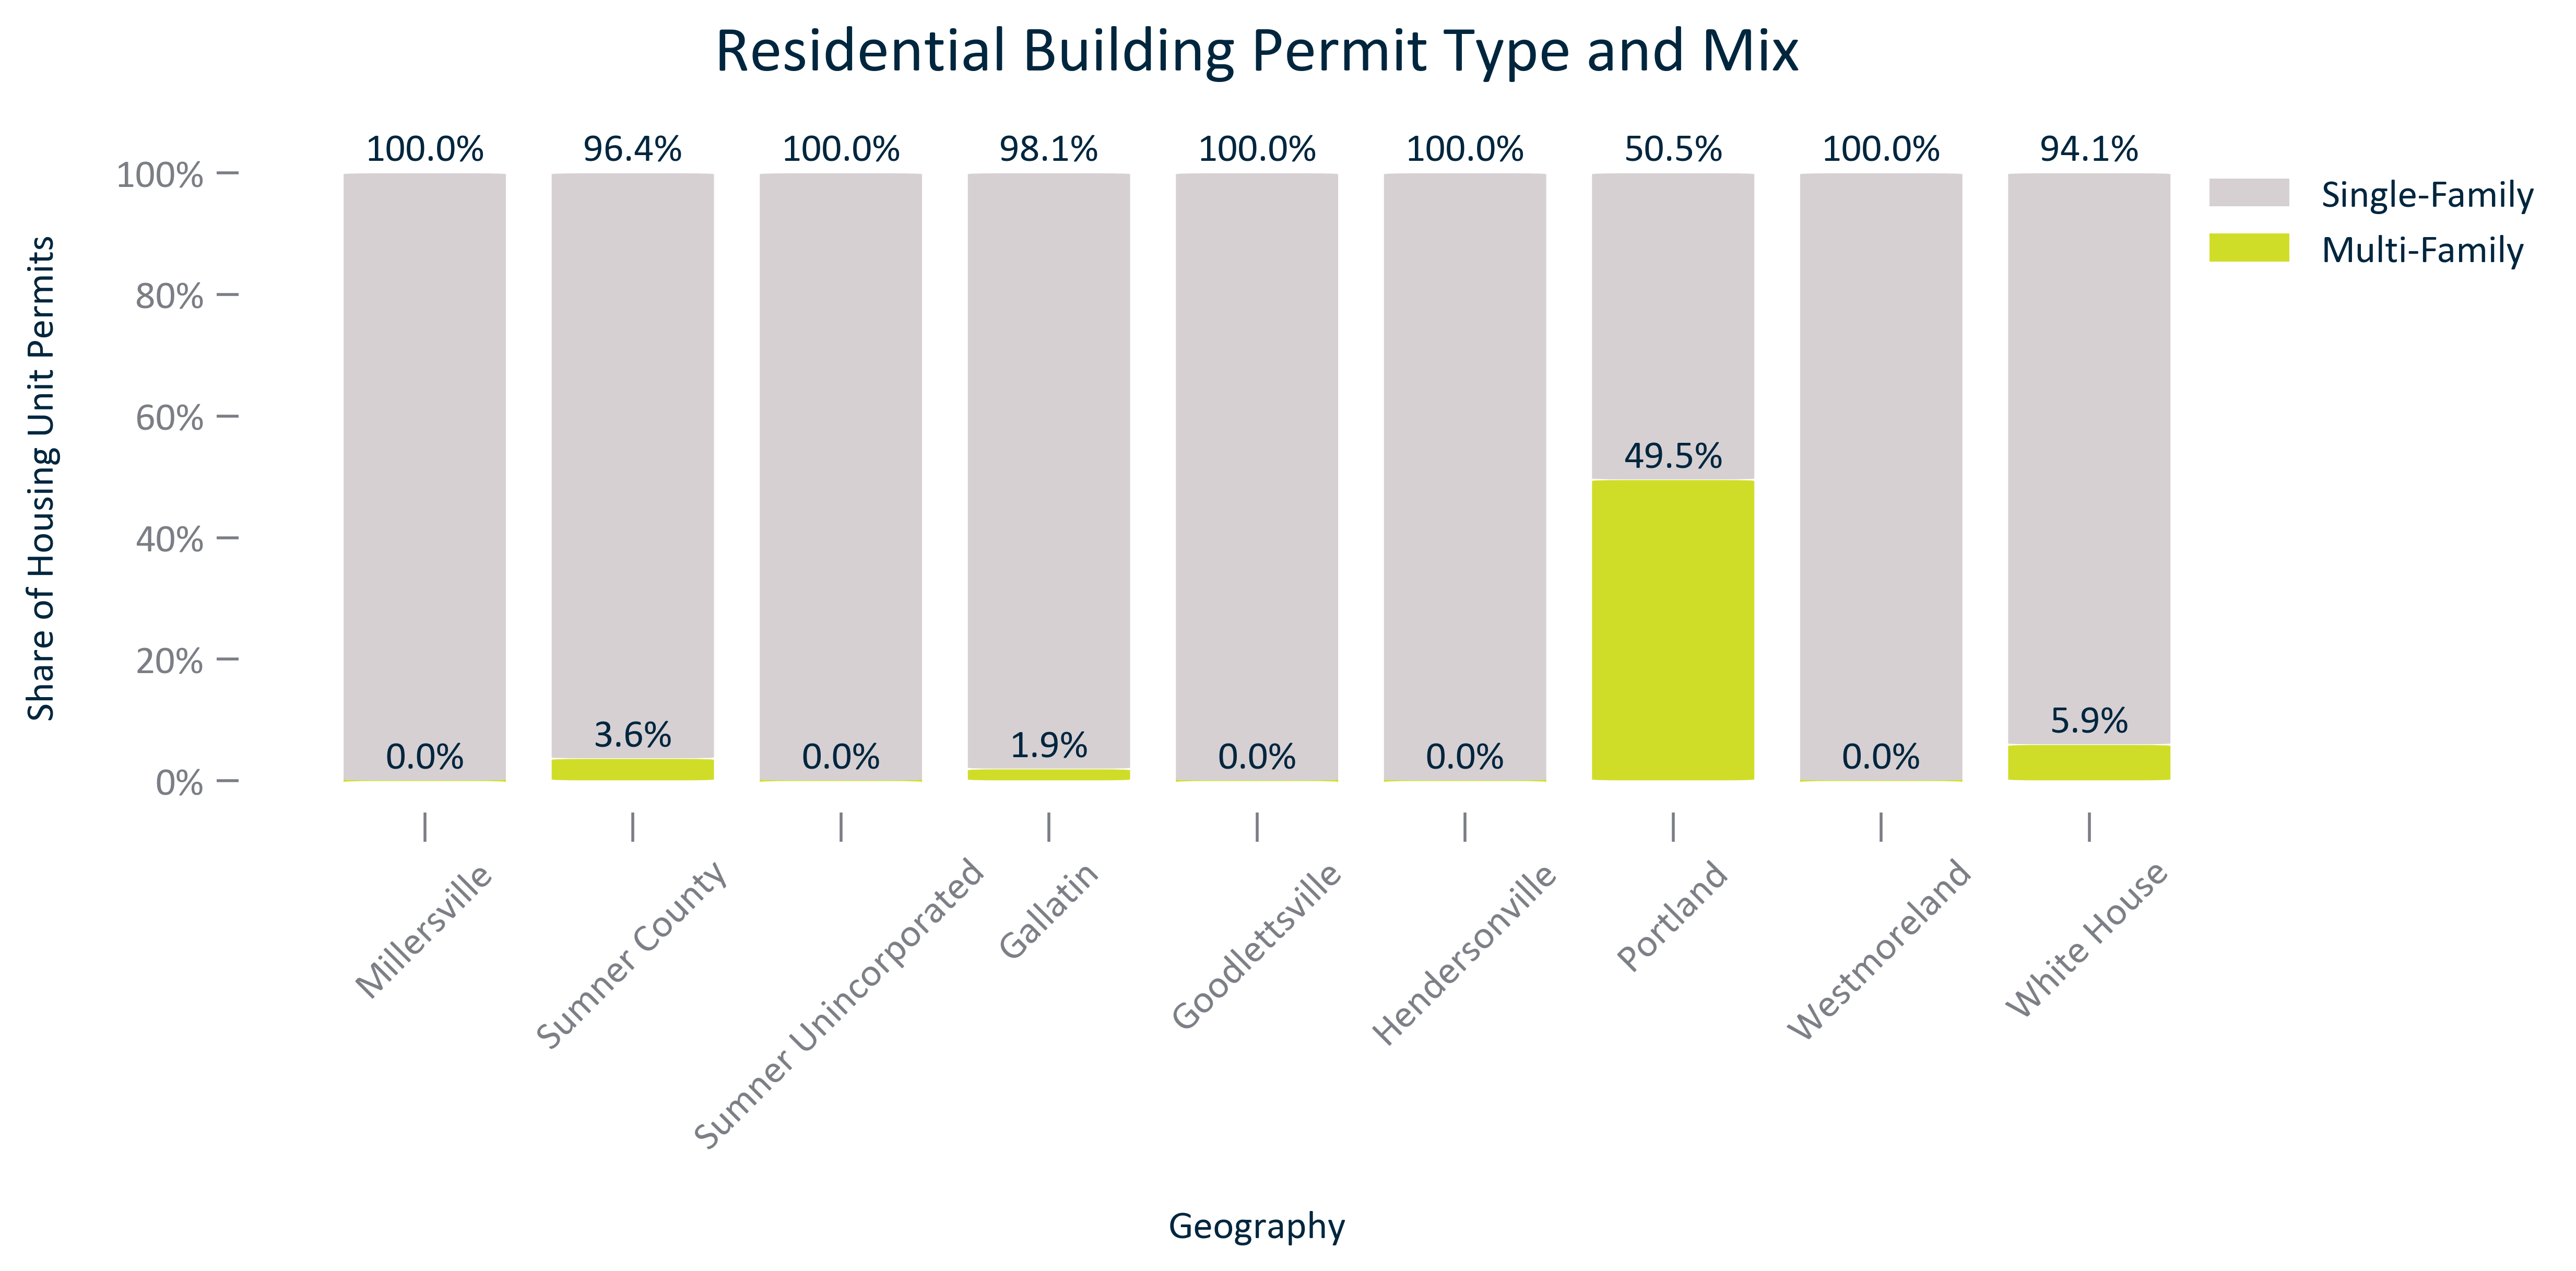 Residential Building Permit Type and Mix
100.0% 96.4% 100.0% 98.1% 100.0% 100.0% 50.5% 100.0% 94.1%
Single-Family
Multi-Family
Share of Housing Unit Permits
100%
80%
60%
40%
20%
0%
49.5%
0.0% 3.6% 0.0% 1.9% 0.0% 0.0% 0.0% 5.9%
Millersville
Sumner County
Sumner Unincorporated
Gallatin
Goodlettsville
Hendersonville
Portland
Westmoreland
White House
Geography